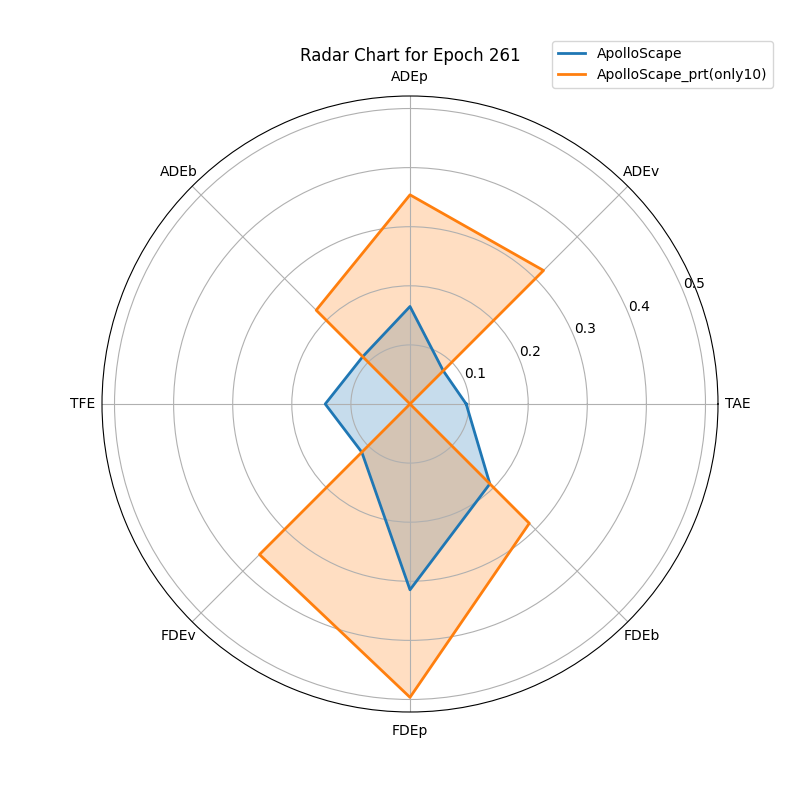 Radar Chart for Epoch 261
ApolloScape
ApolloScape_prt(only10)
ADEp
ADEb
ADEv
0.5
0.4
0.3
0.2
0.1
TFE
TAE
FDEv
FDEb
FDEp